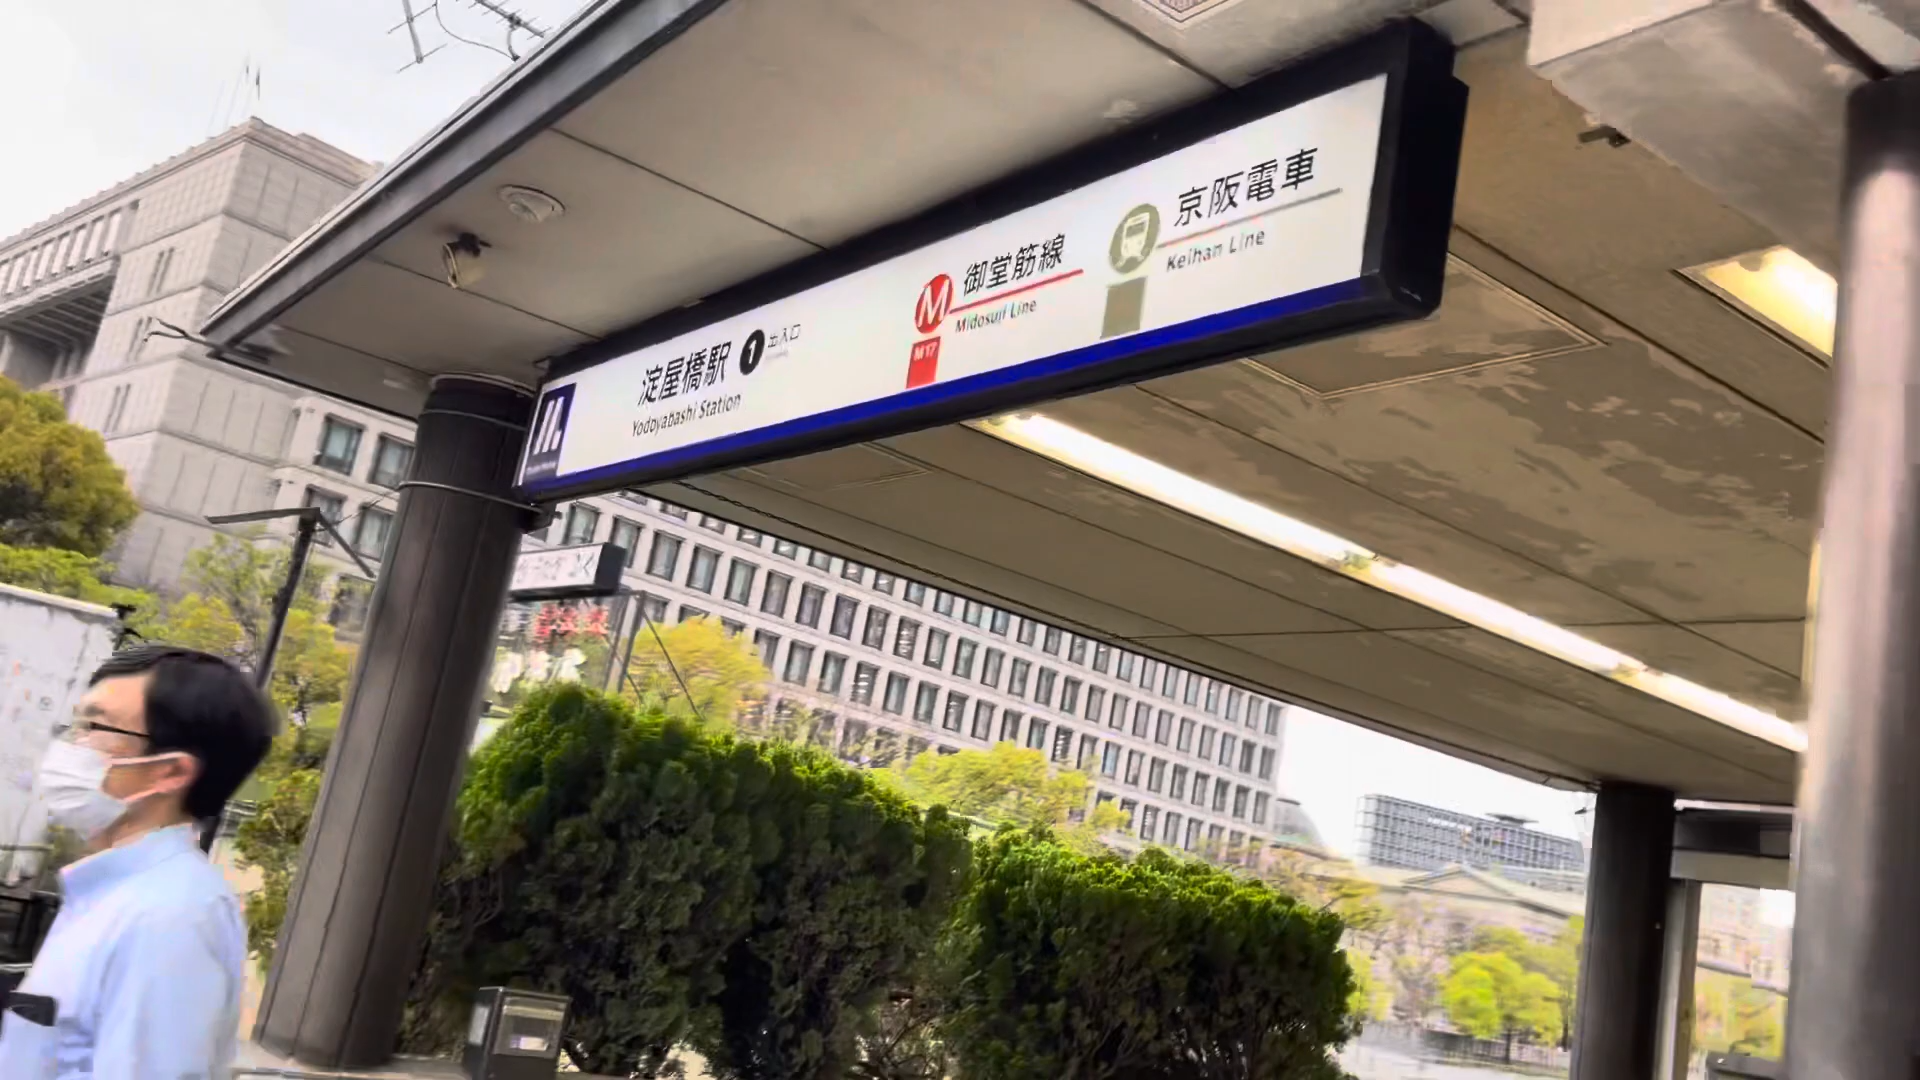 淀屋橋駅
Yodoyabashi Station
1 出入口
M 御堂筋線
Midosuji Line
M17
京阪電車
Keihan Line